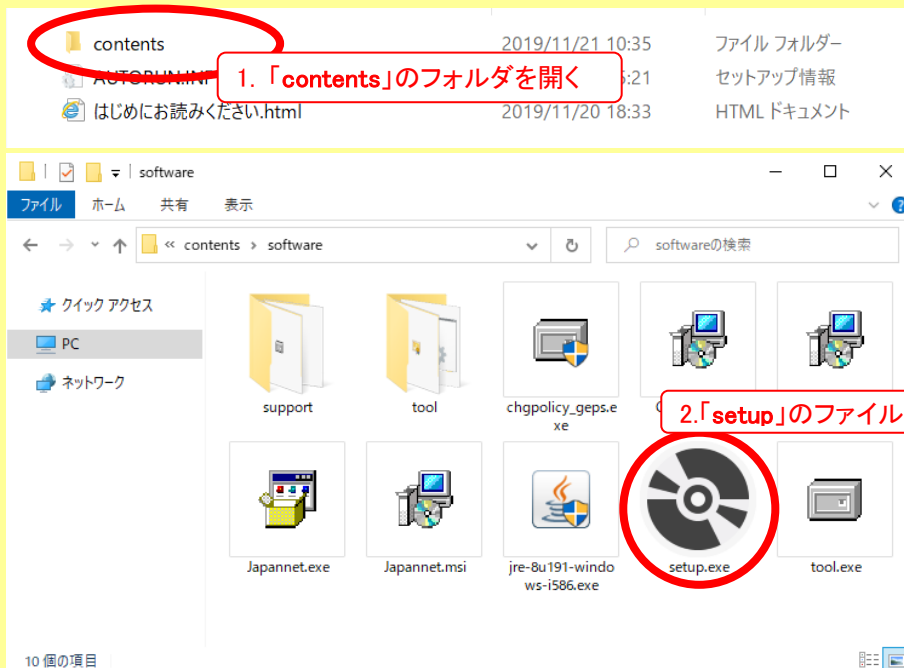 contents 2019/11/21 10:35 ファイル フォルダー
1. 「contents」のフォルダを開く
:21 セットアップ情報
はじめにお読みください.html 2019/11/20 18:33 HTML ドキュメント
software
ファイル ホーム 共有 表示
« contents › software softwareの検索
クイック アクセス
PC
ネットワーク
support tool chgpolicy_geps.e
xe
2.「setup」のファイル
Japannet.exe Japannet.msi jre-8u191-windo
ws-i586.exe
setup.exe tool.exe
10 個の項目